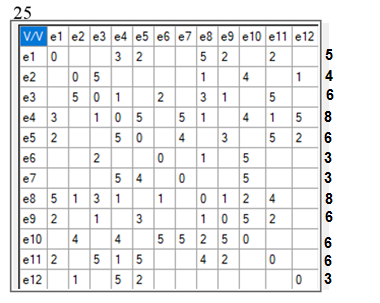 25
V/V e1 e2 e3 e4 e5 e6 e7 e8 e9 e10 e11 e12
e1 0 3 2 5 2 2 5
e2 0 5 1 4 1 4
e3 5 0 1 2 3 1 5 6
e4 3 1 0 5 5 1 4 1 5 8
e5 2 5 0 4 3 5 2 6
e6 2 0 1 5 3
e7 5 4 0 5 3
e8 5 1 3 1 1 0 1 2 4 8
e9 2 1 3 1 0 5 2 6
e10 4 4 5 5 2 5 0 6
e11 2 5 1 5 4 2 0 6
e12 1 5 2 0 3